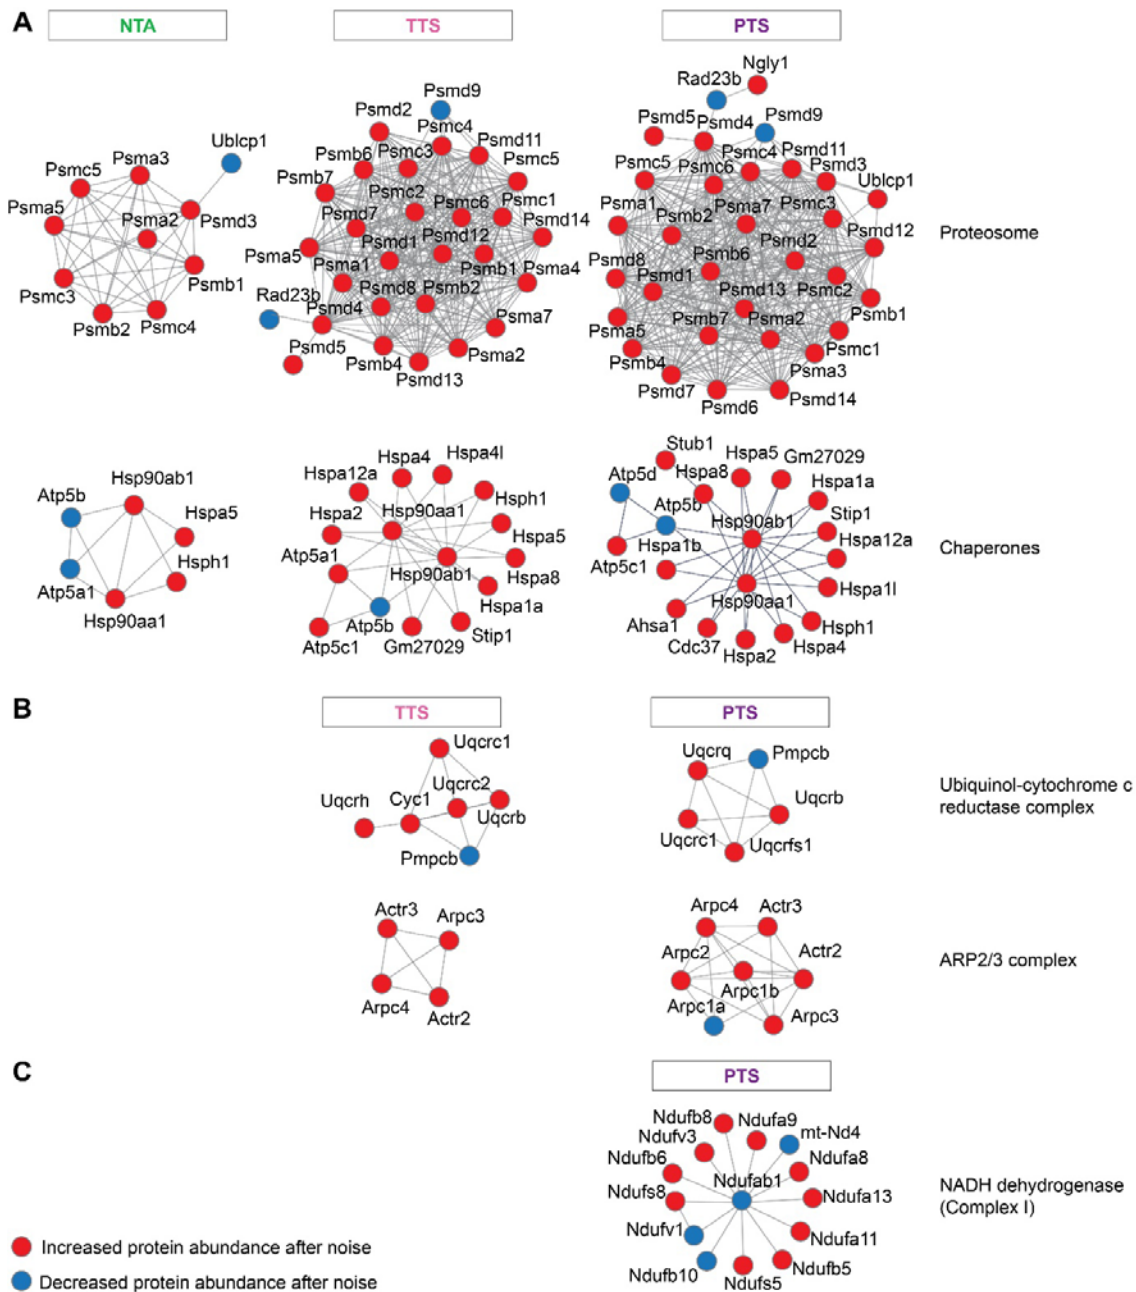 A
NTA
TTS
PTS
Ngly1
Rad23b
Psmd9
Psmd2
Psmd5
Psmd4
Psmd9
Psmc4
Psmd11
Ublcp1
Psma3
Psmc5
Psmb6
Psmc3
Psmc5
Psmc5
Psmc6
Psmc4
Psmd11
Psmd3
Ublcp1
Psmb7
Psmc2
Psmc1
Psma5
Psma2
Psmd3
Psmd7
Psmc6
Psmd14
Psma1
Psmb2
Psma7
Psmc3
Psmd12
Proteosome
Psma5
Psmd1
Psmd12
Psma1
Psmb1
Psma4
Psmd8
Psmd1
Psmb6
Psmd2
Psmb1
Psmc3
Rad23b
Psmd4
Psmd8
Psmb2
Psmd13
Psmc2
Psmb1
Psmb2
Psmc4
Psma7
Psma5
Psmb7
Psma2
Psmd5
Psmb4
Psma2
Psmb4
Psmc1
Psmd13
Psmd7
Psma3
Psmd6
Psmd14
Hsp90ab1
Atp5b
Hspa5
Hsph1
Atp5a1
Hsp90aa1
Hspa4
Hspa4l
Hspa12a
Hsph1
Hsp90aa1
Hspa2
Hspa5
Atp5a1
Hsp90ab1
Hspa8
Hspa1a
Atp5b
Stip1
Atp5c1
Gm27029
Stub1
Hspa5
Gm27029
Atp5d
Hspa8
Hspa1a
Atp5b
Hsp90ab1
Stip1
Hspa1b
Hspa12a
Atp5c1
Hspa1l
Hsp90aa1
Ahsa1
Hsph1
Cdc37
Hspa2
Hspa4
Chaperones
B
TTS
PTS
Uqcrc1
Uqcrc2
Uqcrh
Cyc1
Uqcrb
Pmpcb
Uqcrq
Pmpcb
Uqcrb
Uqcrc1
Uqcrfs1
Ubiquinol-cytochrome c
reductase complex
Actr3
Arpc3
Arpc4
Actr2
Arpc4
Actr3
Arpc2
Actr2
Arpc1b
Arpc1a
Arpc3
ARP2/3 complex
C
PTS
Ndufb8
Ndufa9
Ndufv3
mt-Nd4
Ndufb6
Ndufa8
Ndufab1
Ndufs8
Ndufa13
Ndufv1
Ndufa11
Ndufb10
Ndufb5
Ndufs5
NADH dehydrogenase
(Complex I)
Increased protein abundance after noise
Decreased protein abundance after noise